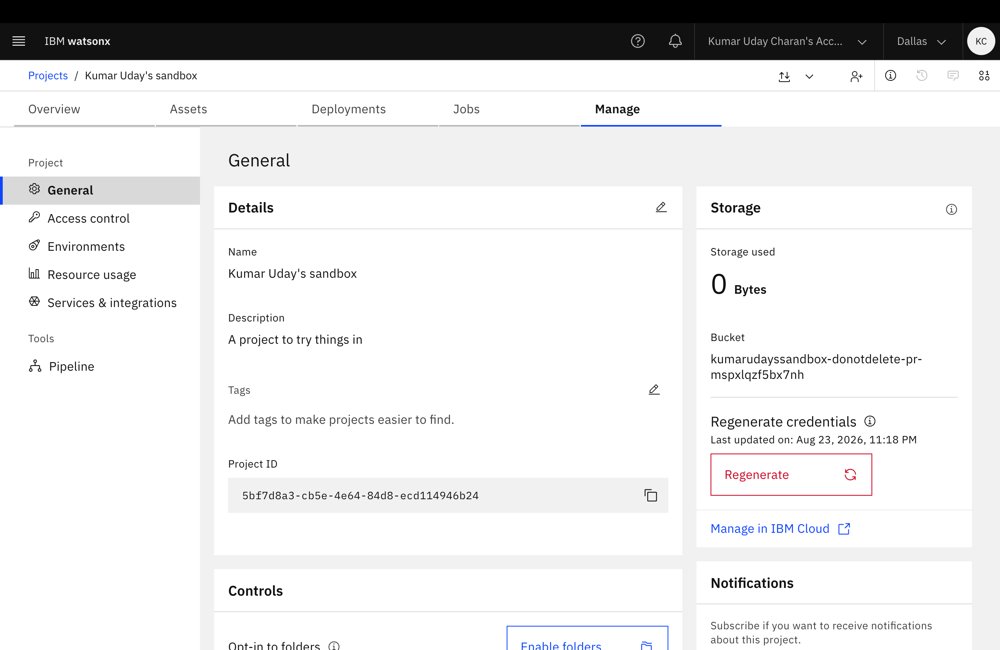 IBM watsonx
Kumar Uday Charan's Acc...
Dallas
KC
Projects / Kumar Uday's sandbox
Overview
Assets
Deployments
Jobs
Manage
Project
General
Access control
Environments
Resource usage
Services & integrations
Tools
Pipeline
General
Details
Name
Kumar Uday's sandbox
Description
A project to try things in
Tags
Add tags to make projects easier to find.
Project ID
5bf7d8a3-cb5e-4e64-84d8-ecd114946b24
Controls
Opt-in to folders
Enable folders
Storage
Storage used
0 Bytes
Bucket
kumarudayssandbox-donotdelete-pr-
mspxlqzf5bx7nh
Regenerate credentials
Last updated on: Aug 23, 2026, 11:18 PM
Regenerate
Manage in IBM Cloud
Notifications
Subscribe if you want to receive notifications
about this project.